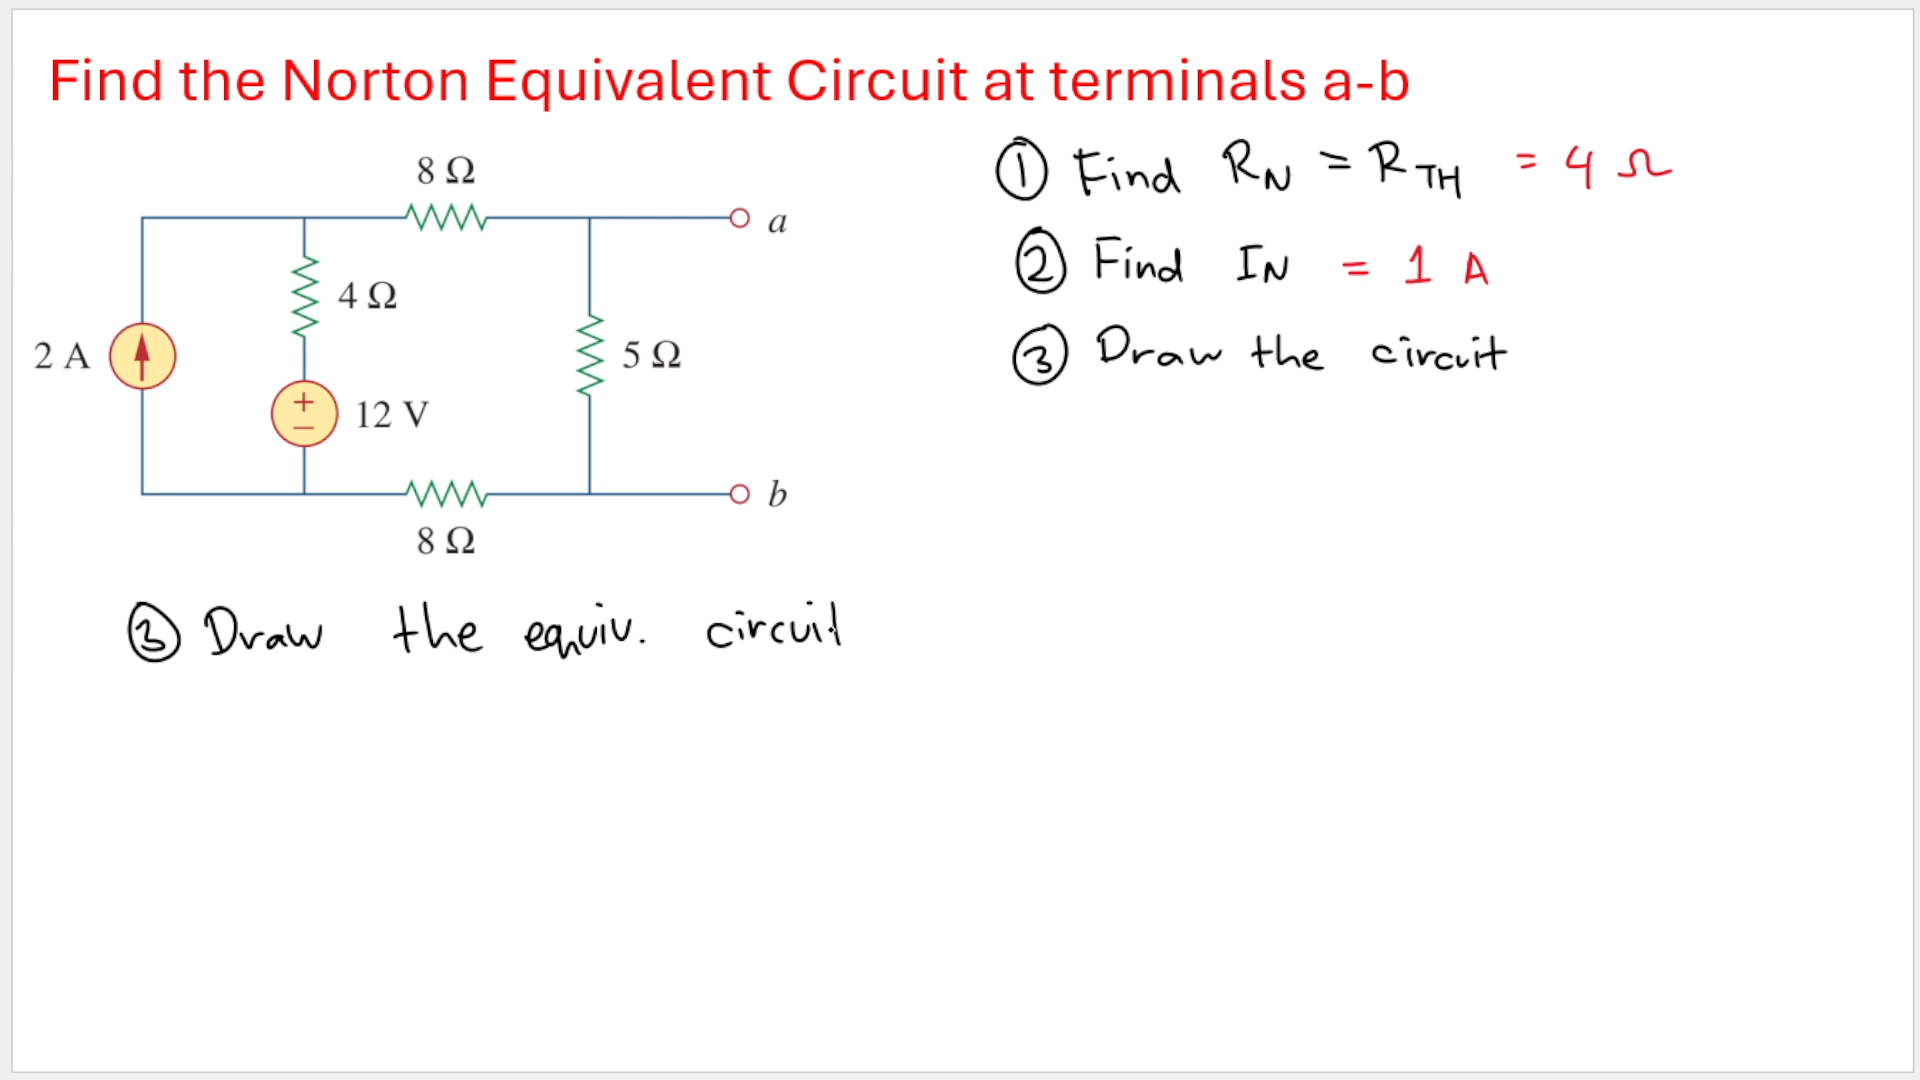 Find the Norton Equivalent Circuit at terminals a-b
① Find RN = RTH = 4 Ω
② Find IN = 1 A
③ Draw the circuit
8 Ω
a
4 Ω
2 A
5 Ω
+
−
12 V
b
8 Ω
③ Draw the equiv. circuit